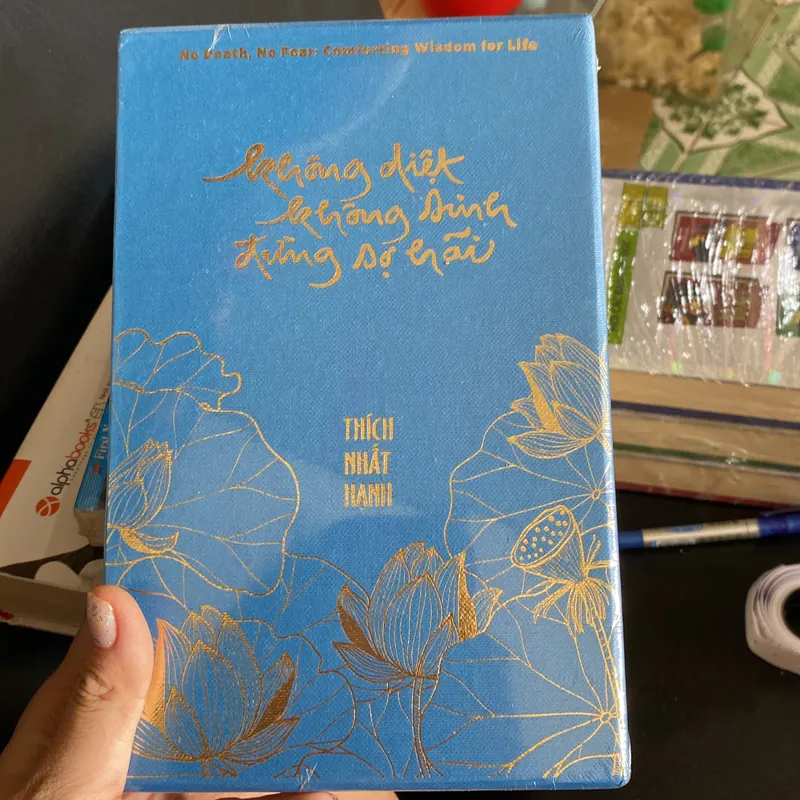 No Death, No Fear: Comforting Wisdom for Life
không diệt
không sinh
đừng sợ hãi
THÍCH
NHẤT
HẠNH
alphabooks®